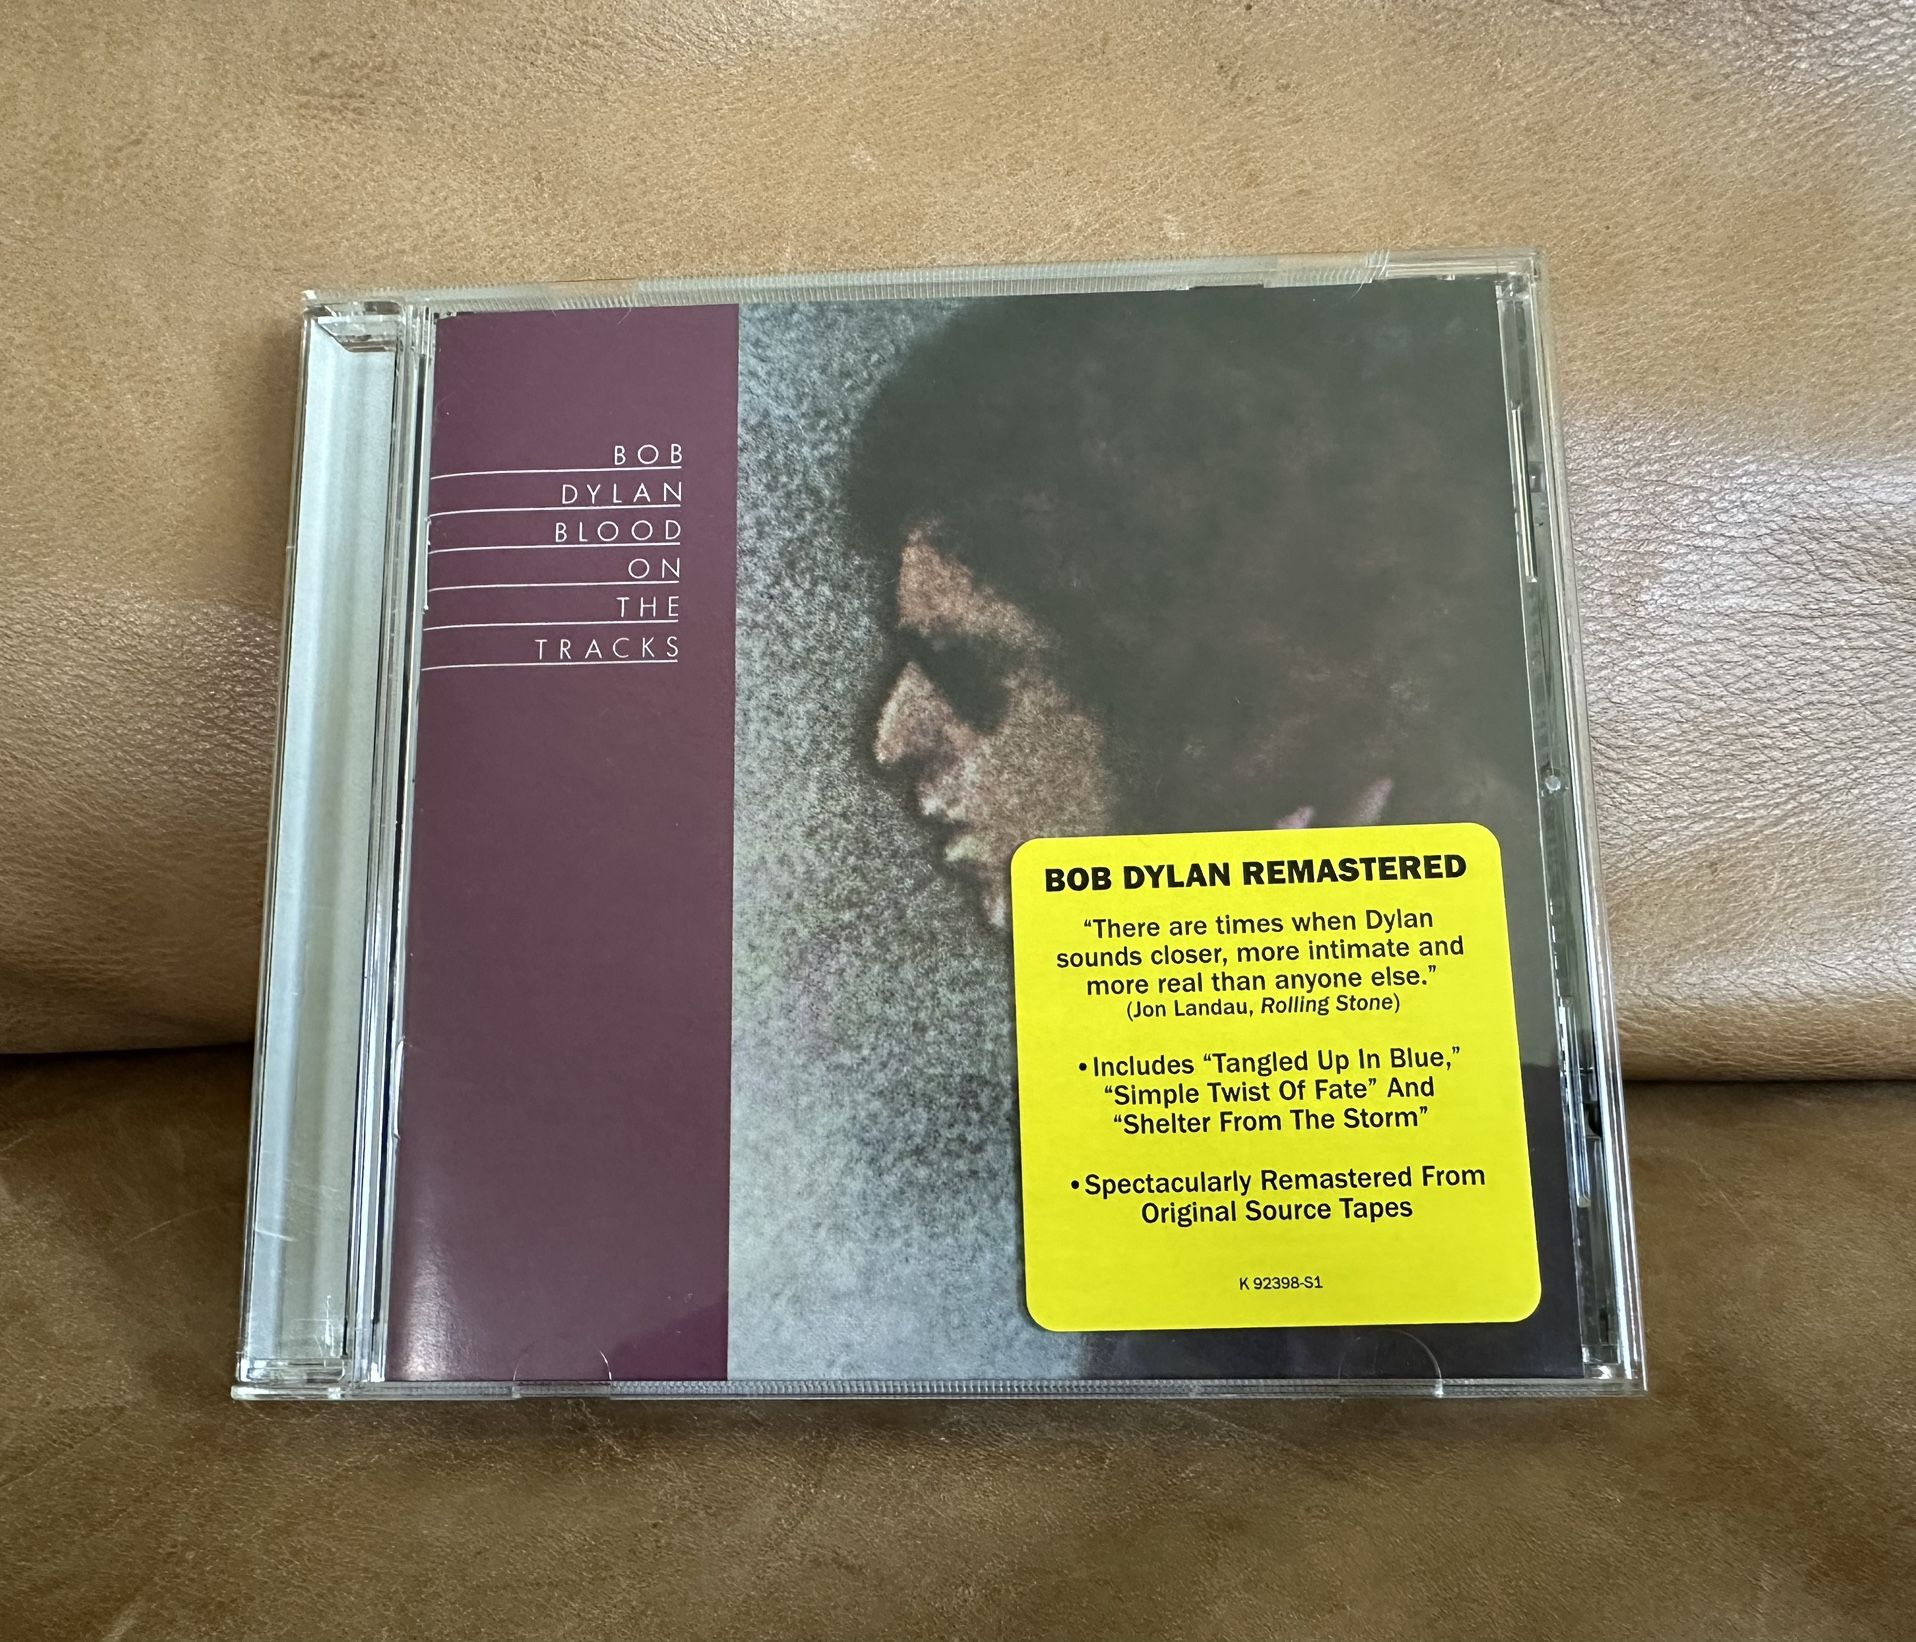 BOB
DYLAN
BLOOD
ON
THE
TRACKS
BOB DYLAN REMASTERED
“There are times when Dylan
sounds closer, more intimate and
more real than anyone else.”
(Jon Landau, Rolling Stone)
•Includes “Tangled Up In Blue,”
“Simple Twist Of Fate” And
“Shelter From The Storm”
•Spectacularly Remastered From
Original Source Tapes
K 92398-S1